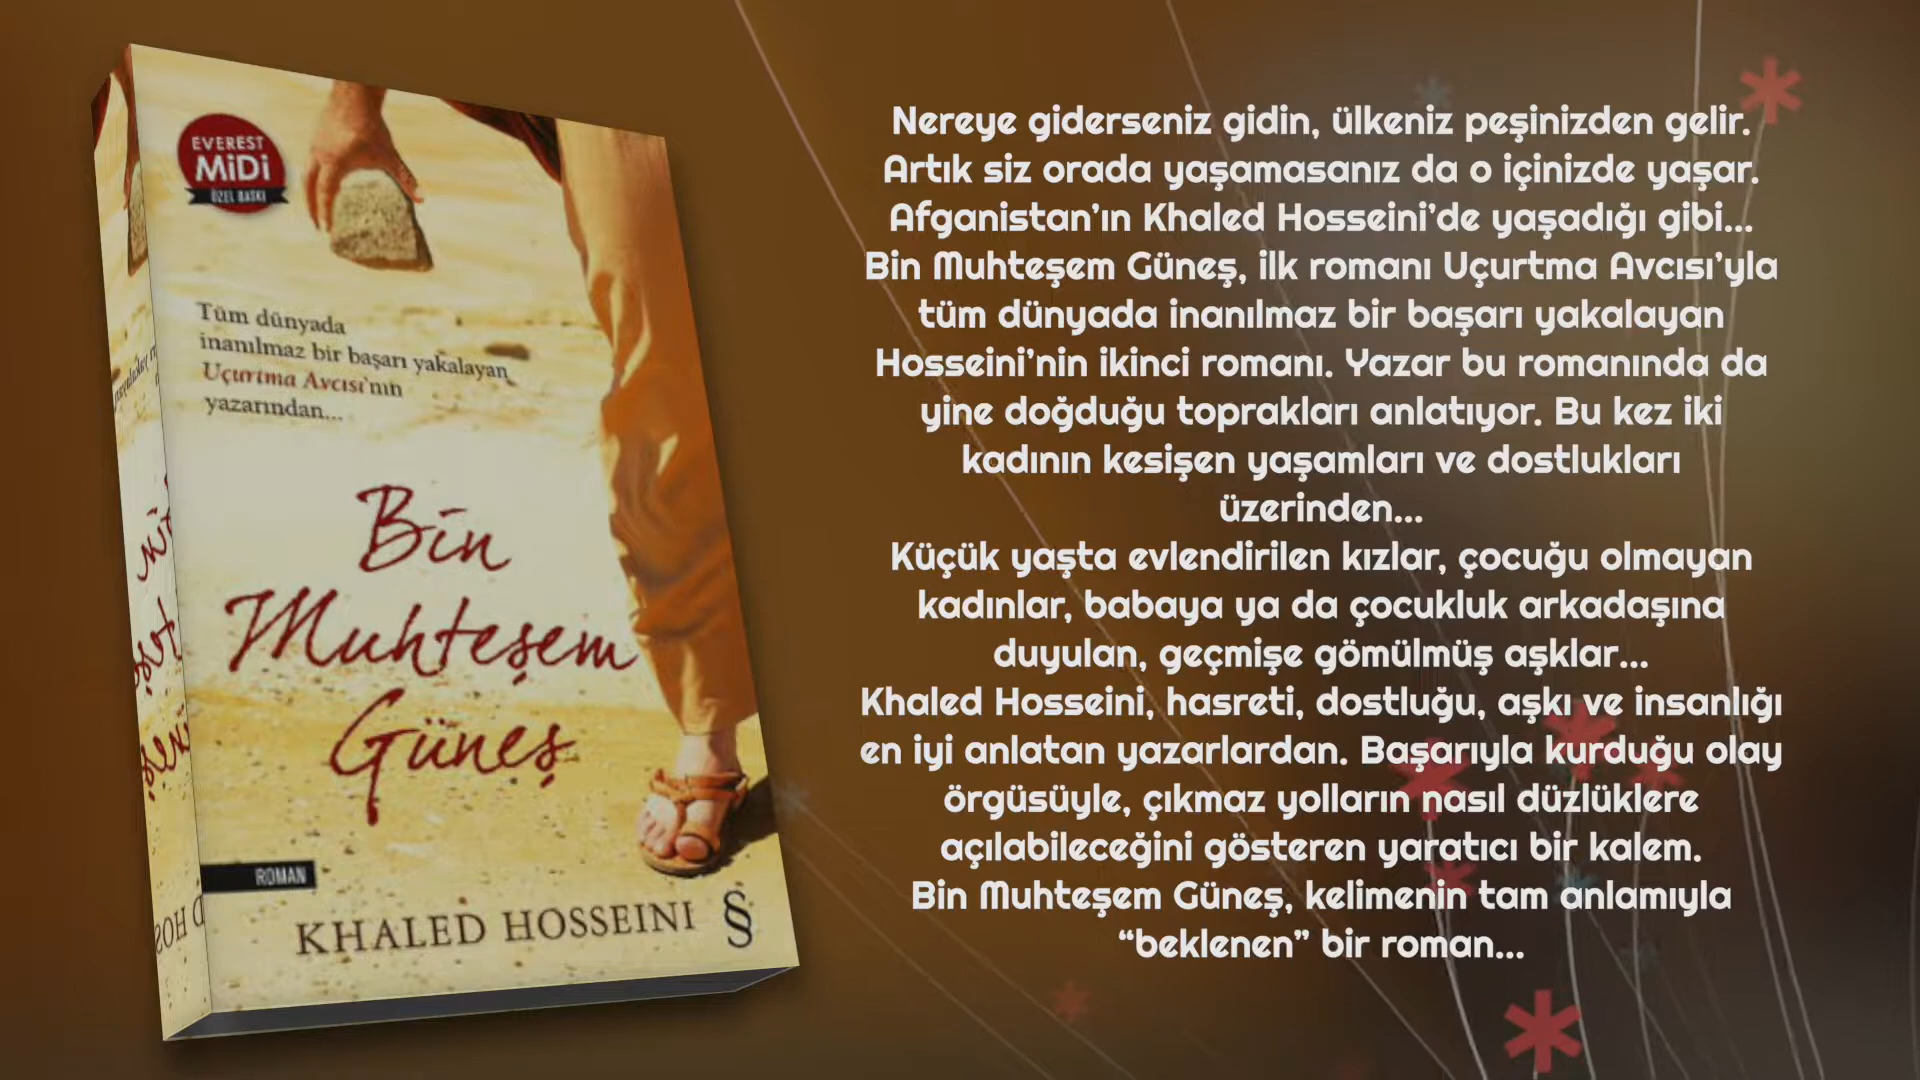 EVEREST
MİDİ
ÖZEL BASKI
Tüm dünyada
inanılmaz bir başarı yakalayan
Uçurtma Avcısı'nın
yazarından...
Bin
Muhteşem
Güneş
ROMAN
KHALED HOSSEINI
Nereye giderseniz gidin, ülkeniz peşinizden gelir.
Artık siz orada yaşamasanız da o içinizde yaşar.
Afganistan’ın Khaled Hosseini’de yaşadığı gibi...
Bin Muhteşem Güneş, ilk romanı Uçurtma Avcısı’yla
tüm dünyada inanılmaz bir başarı yakalayan
Hosseini’nin ikinci romanı. Yazar bu romanında da
yine doğduğu toprakları anlatıyor. Bu kez iki
kadının kesişen yaşamları ve dostlukları
üzerinden...
Küçük yaşta evlendirilen kızlar, çocuğu olmayan
kadınlar, babaya ya da çocukluk arkadaşına
duyulan, geçmişe gömülmüş aşklar...
Khaled Hosseini, hasreti, dostluğu, aşkı ve insanlığı
en iyi anlatan yazarlardan. Başarıyla kurduğu olay
örgüsüyle, çıkmaz yolların nasıl düzlüklere
açılabileceğini gösteren yaratıcı bir kalem.
Bin Muhteşem Güneş, kelimenin tam anlamıyla
“beklenen” bir roman...